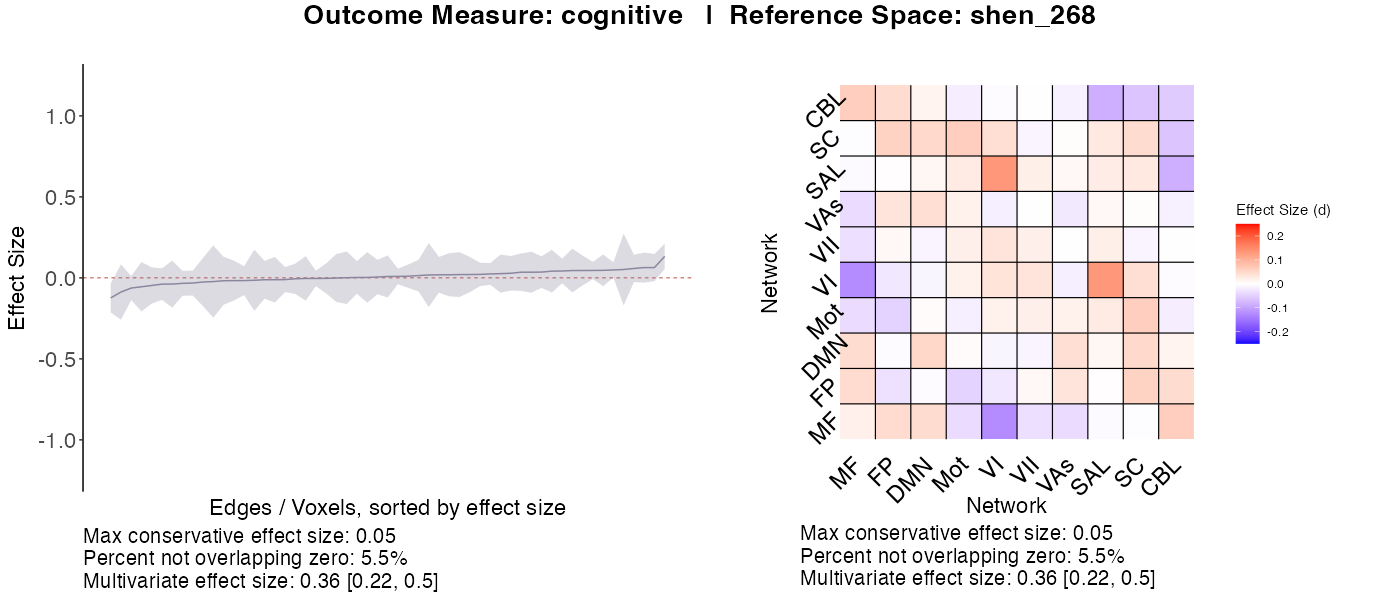 Outcome Measure: cognitive | Reference Space: shen_268
Effect Size
1.0
0.5
0.0
-0.5
-1.0
Edges / Voxels, sorted by effect size
Max conservative effect size: 0.05
Percent not overlapping zero: 5.5%
Multivariate effect size: 0.36 [0.22, 0.5]
Network
CBL
SC
SAL
VAs
VII
VI
Mot
DMN
FP
MF
MF FP DMN Mot VI VII VAs SAL SC CBL
Network
Max conservative effect size: 0.05
Percent not overlapping zero: 5.5%
Multivariate effect size: 0.36 [0.22, 0.5]
Effect Size (d)
0.2
0.1
0.0
-0.1
-0.2